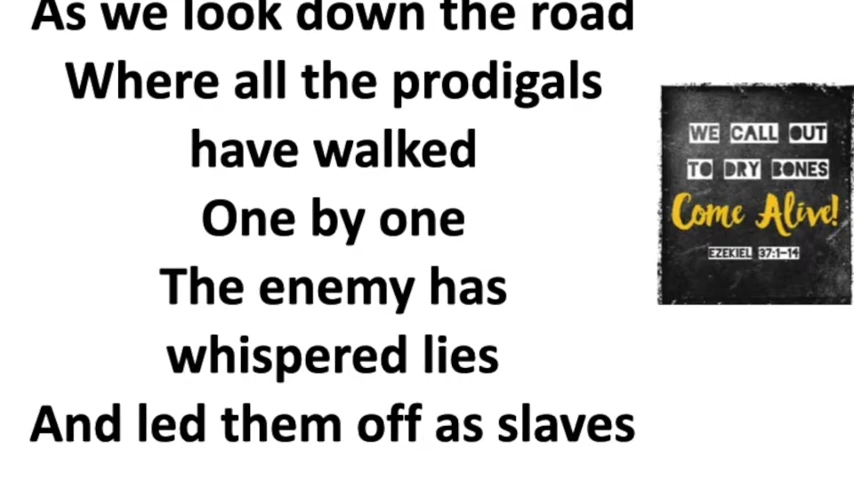 As we look down the road
Where all the prodigals
have walked
One by one
The enemy has
whispered lies
And led them off as slaves
WE CALL OUT
TO DRY BONES
Come Alive!
EZEKIEL 37:1-14